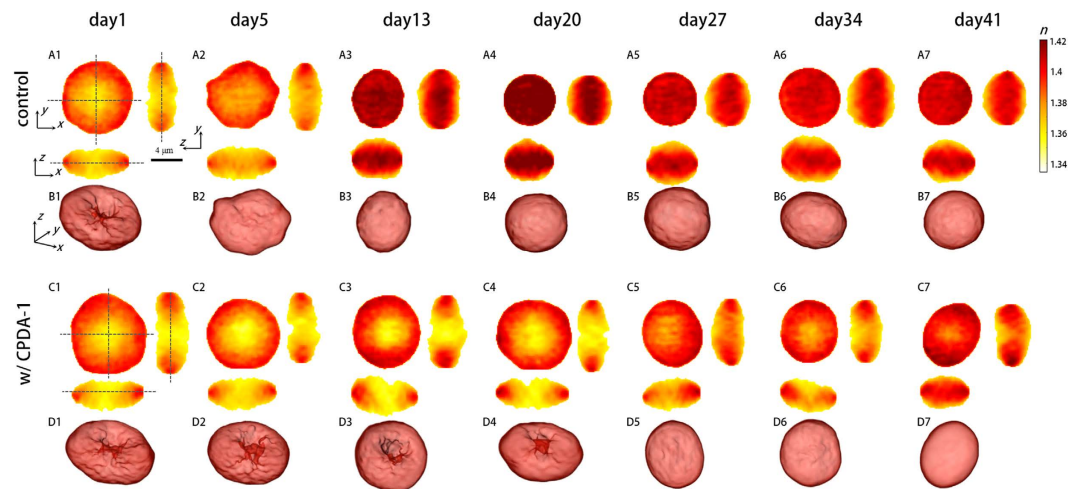 day1 day5 day13 day20 day27 day34 day41
n
control
A1 A2 A3 A4 A5 A6 A7
1.42
1.40
1.38
1.36
1.34
y
x
y
z
z
x
4 μm
B1 B2 B3 B4 B5 B6 B7
z
y
x
w/ CPDA-1
C1 C2 C3 C4 C5 C6 C7
D1 D2 D3 D4 D5 D6 D7